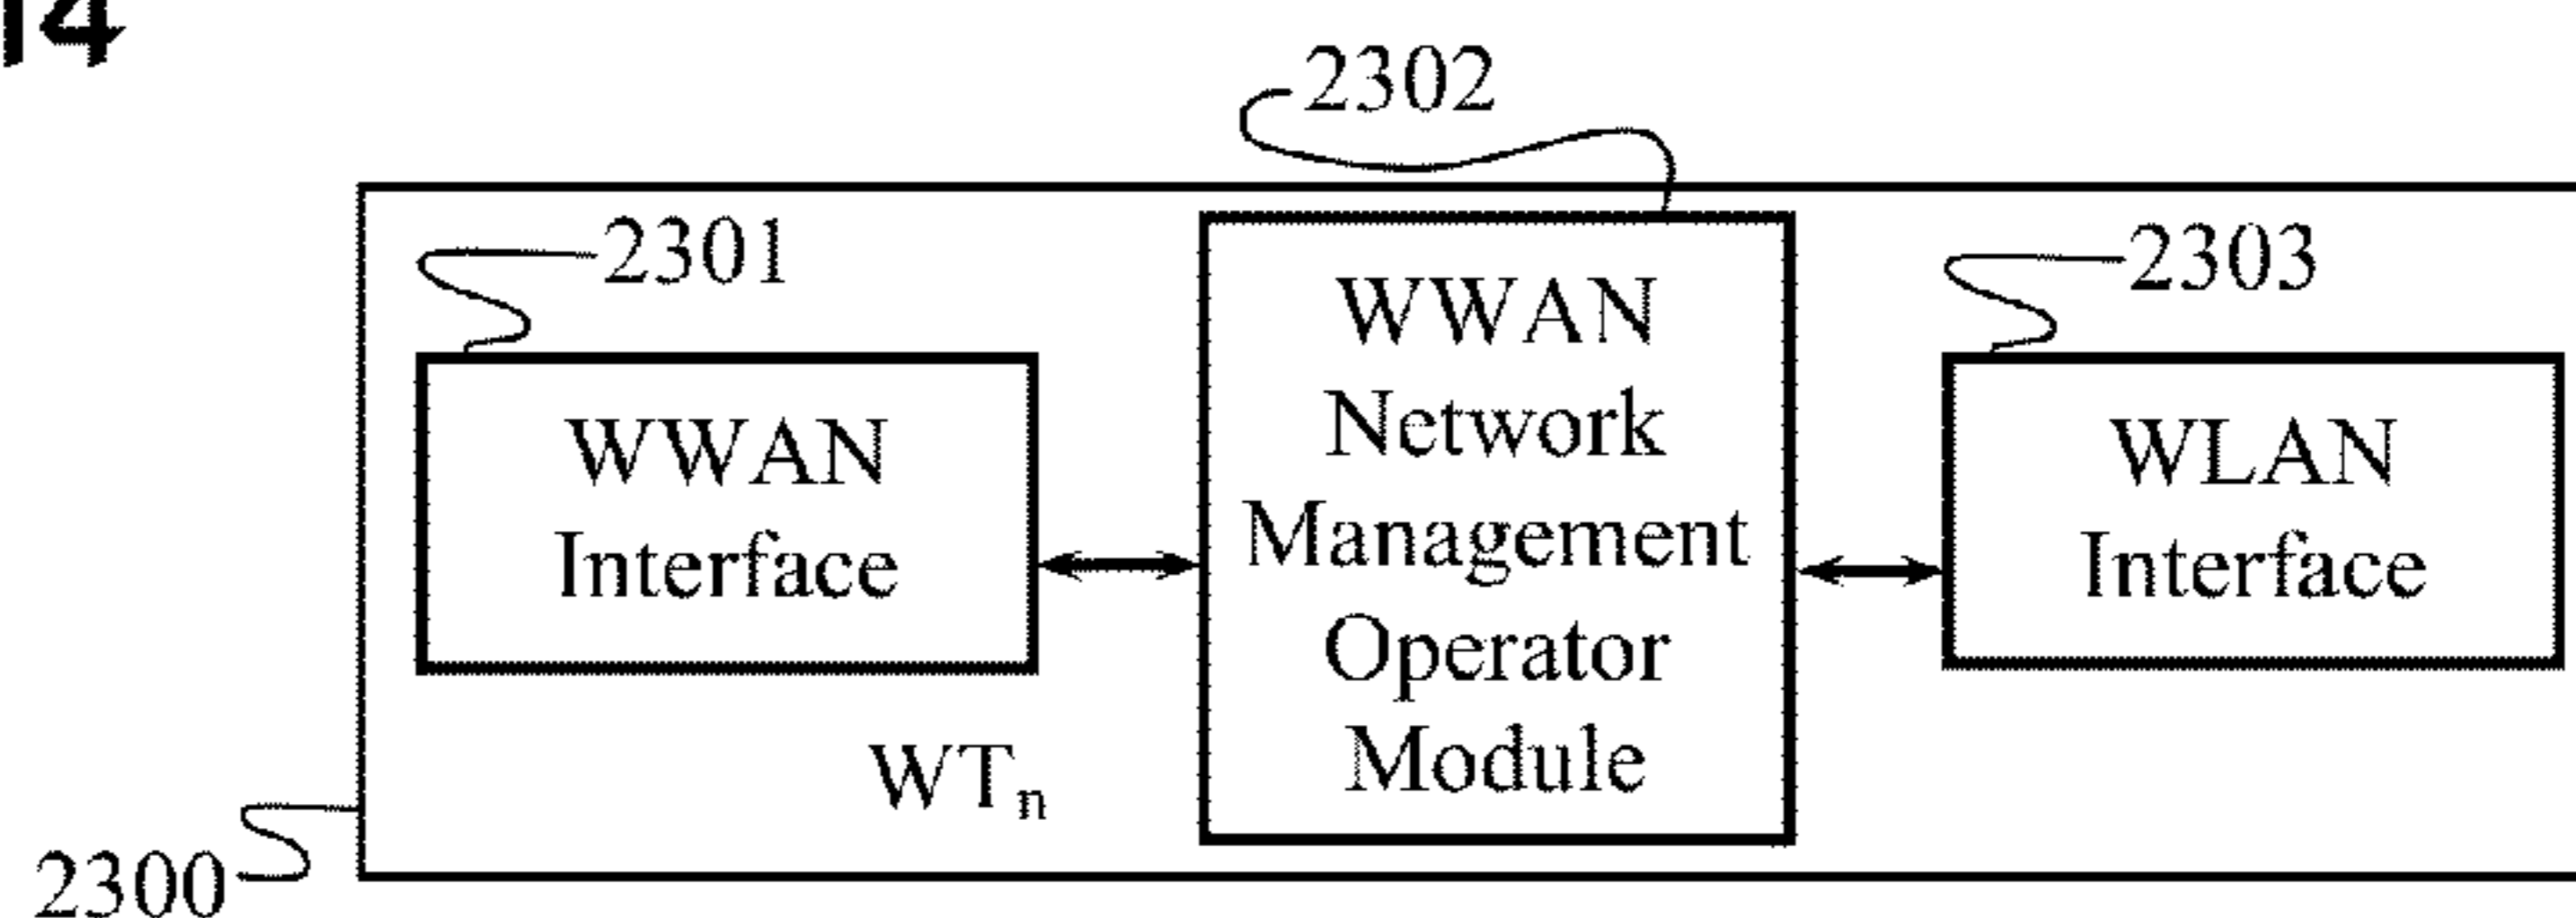 14
2302
2301
2303
WWAN
Network
Management
Operator
Module
WWAN
Interface
WLAN
Interface
WTn
2300